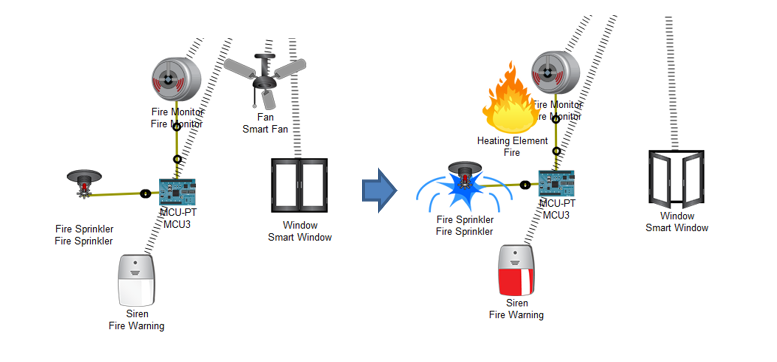 Fire Monitor
Fire Monitor
Fan
Smart Fan
MCU-PT
MCU3
Fire Sprinkler
Fire Sprinkler
Window
Smart Window
Siren
Fire Warning
Fire Monitor
Fire Monitor
Heating Element
Fire
MCU-PT
MCU3
Fire Sprinkler
Fire Sprinkler
Window
Smart Window
Siren
Fire Warning